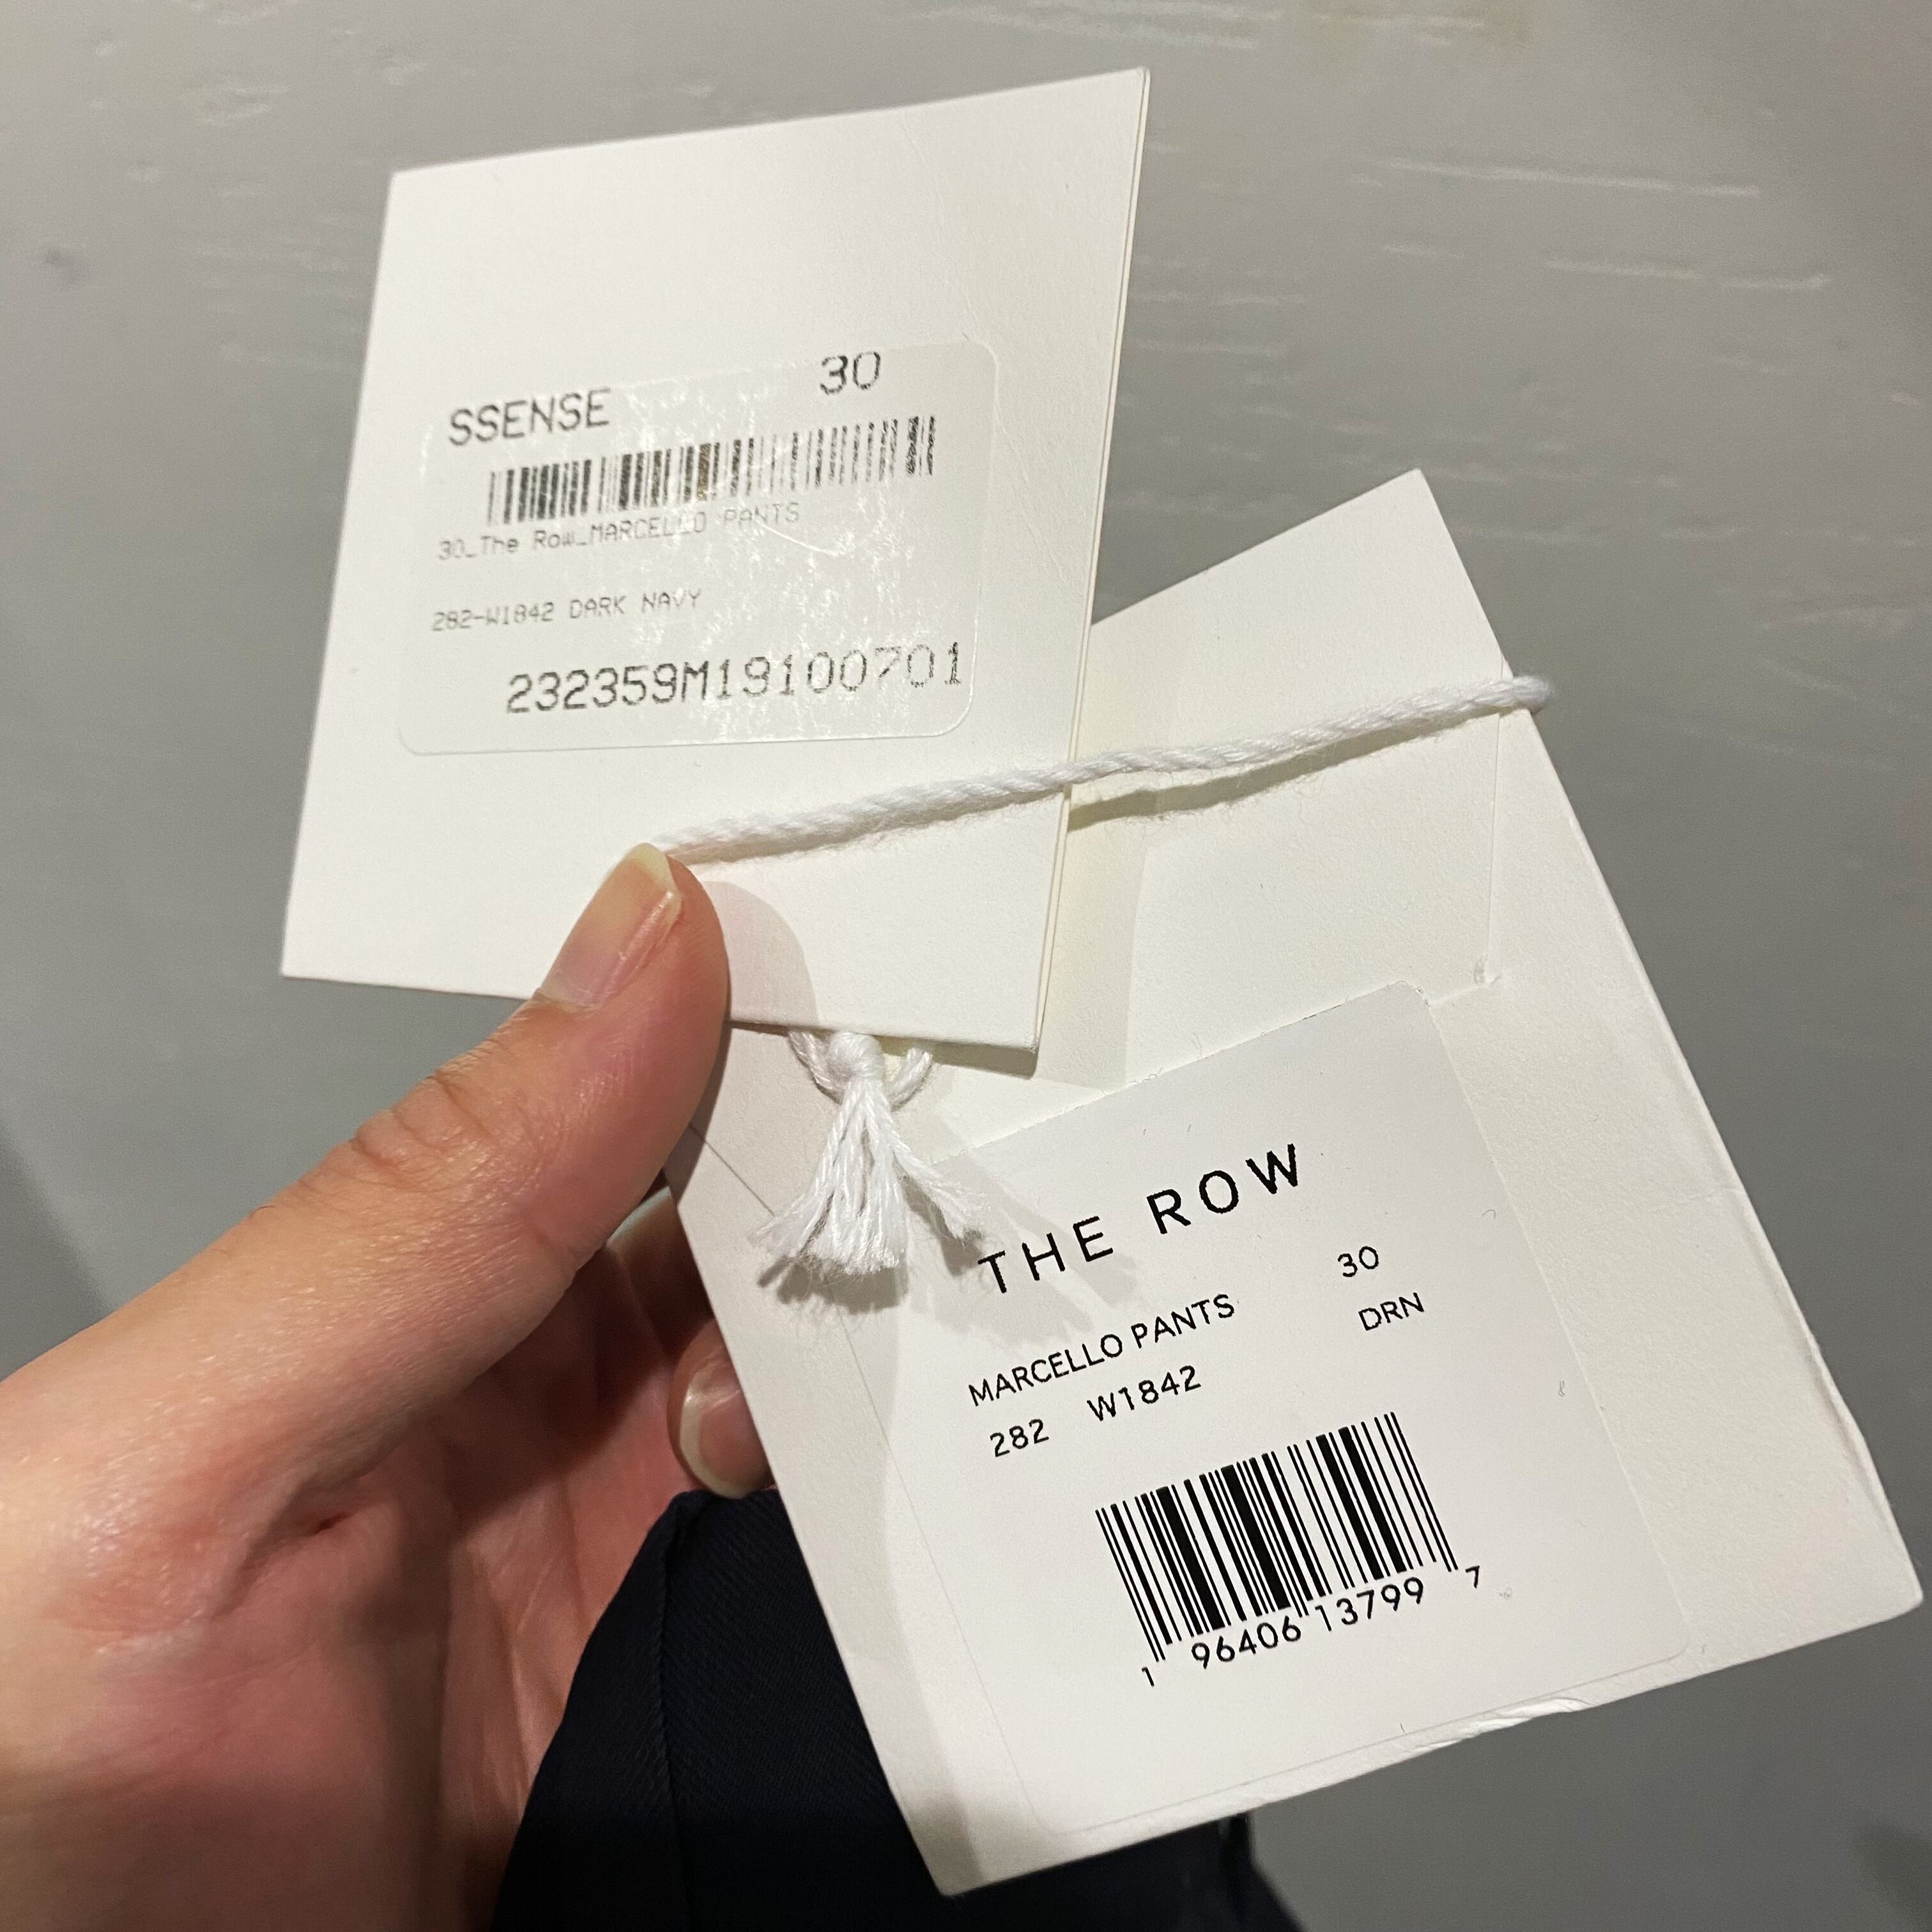 SSENSE 30
30_The Row_MARCELLO PANTS
282-W1842 DARK NAVY
232359M19100701
THE ROW
MARCELLO PANTS 30
282 W1842 DRN
1 96406 13799 7